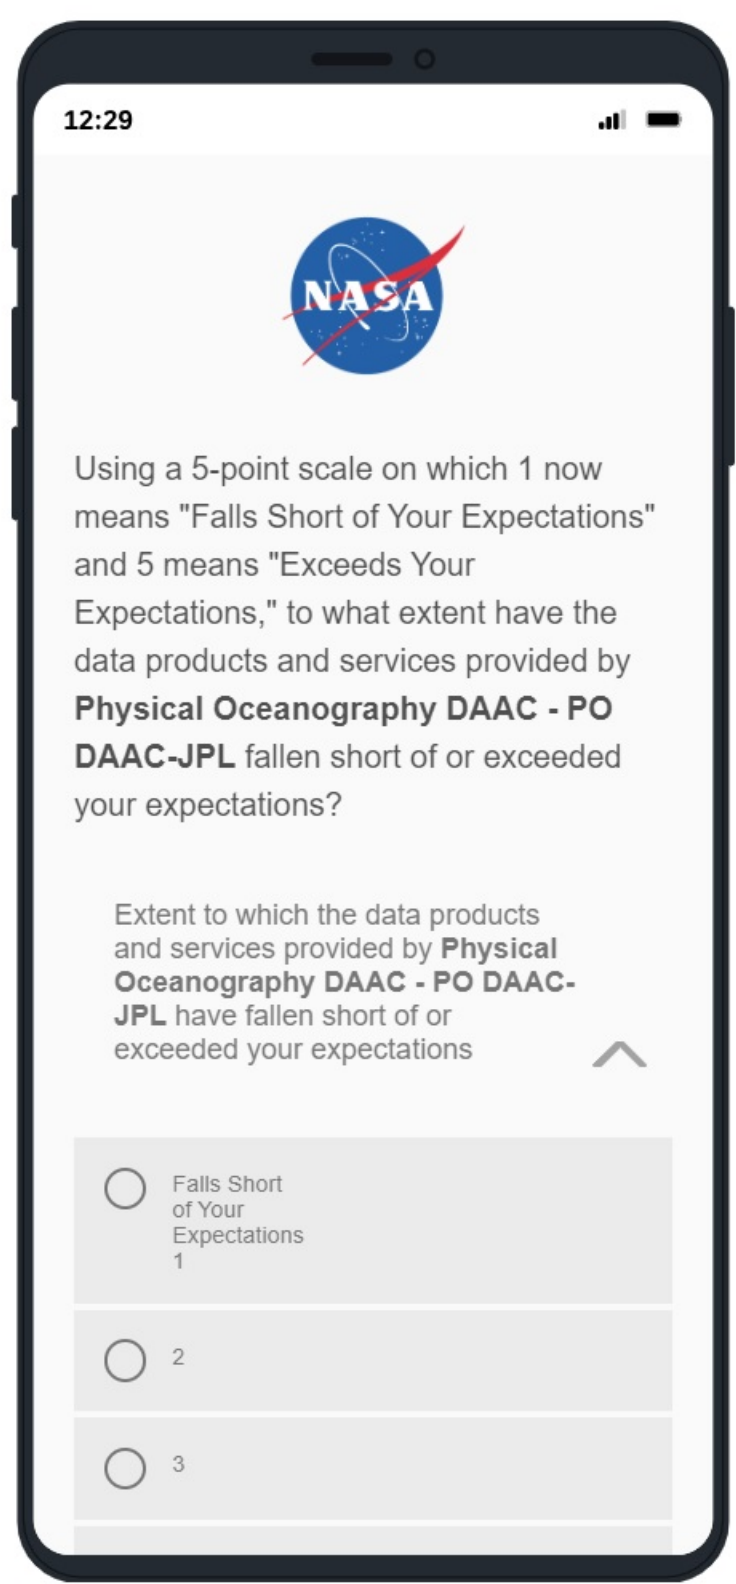 12:29
NASA
Using a 5-point scale on which 1 now
means "Falls Short of Your Expectations"
and 5 means "Exceeds Your
Expectations," to what extent have the
data products and services provided by
Physical Oceanography DAAC - PO
DAAC-JPL fallen short of or exceeded
your expectations?
Extent to which the data products
and services provided by Physical
Oceanography DAAC - PO DAAC-
JPL have fallen short of or
exceeded your expectations
Falls Short
of Your
Expectations
1
2
3